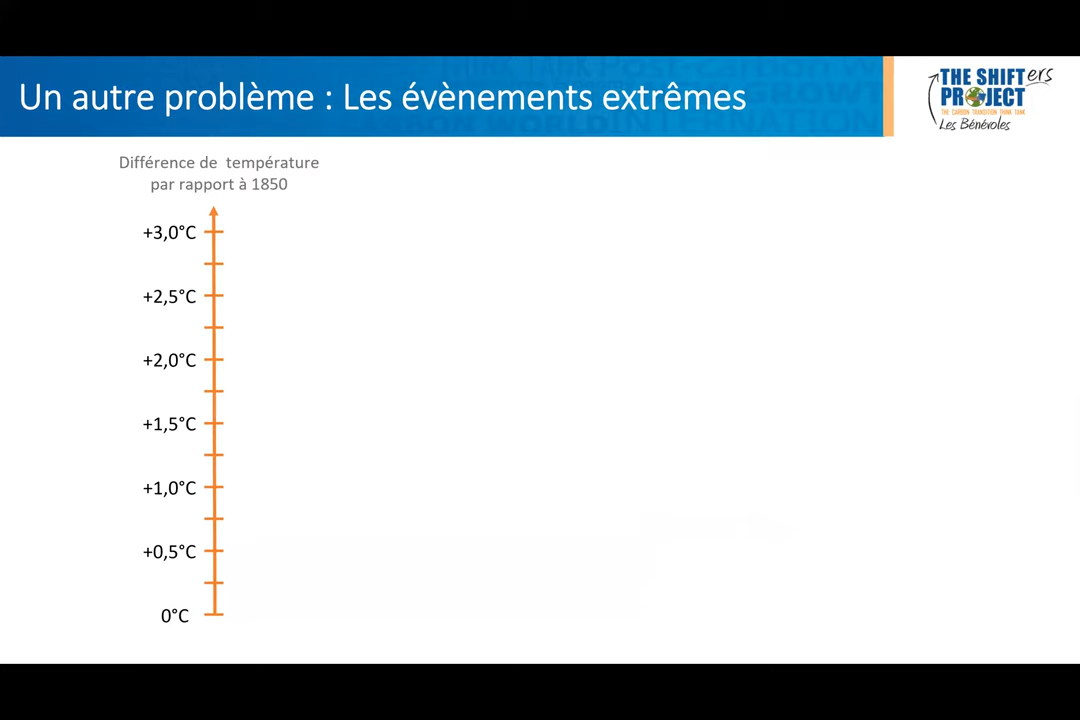 Un autre problème : Les évènements extrêmes
THE SHIFTers
PROJECT
THE CARBON TRANSITION THINK TANK
Les Bénévoles
Différence de température
par rapport à 1850
+3,0°C
+2,5°C
+2,0°C
+1,5°C
+1,0°C
+0,5°C
0°C